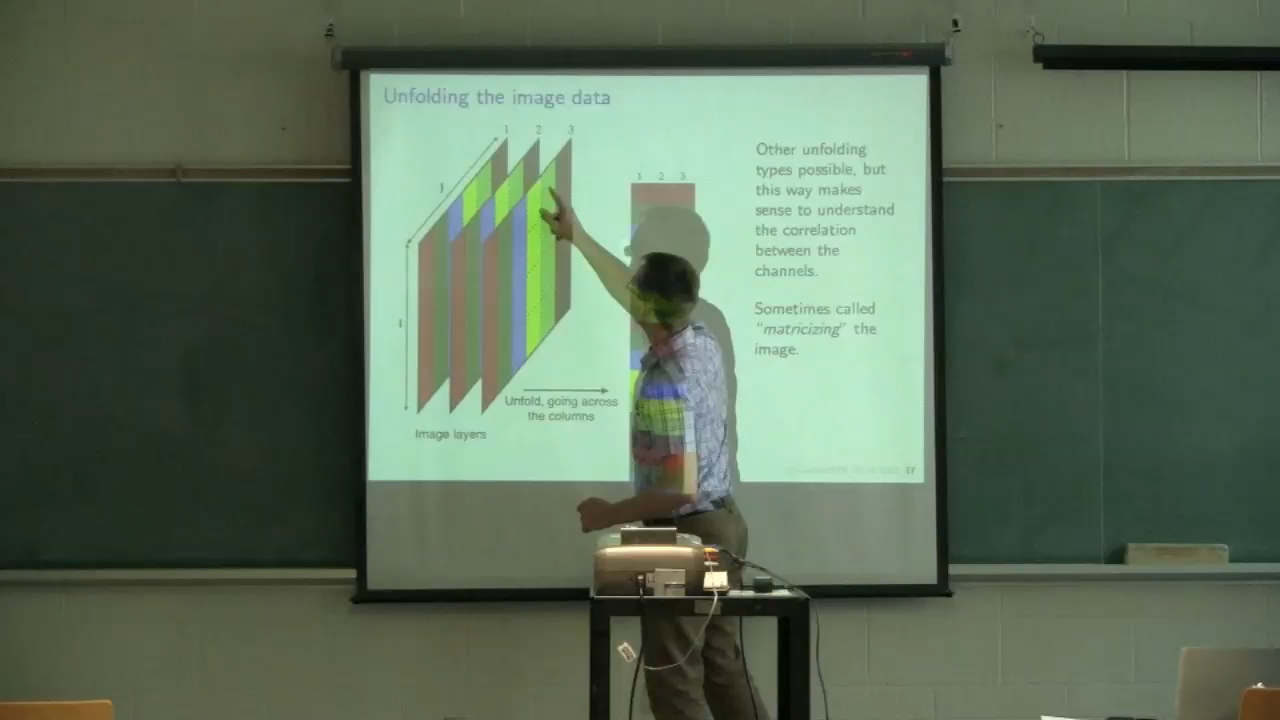 Unfolding the image data
1 2 3
J
I
Image layers
Unfold, going across
the columns
1 2 3
Other unfolding
types possible, but
this way makes
sense to understand
the correlation
between the
channels.
Sometimes called
"matricizing" the
image.
17